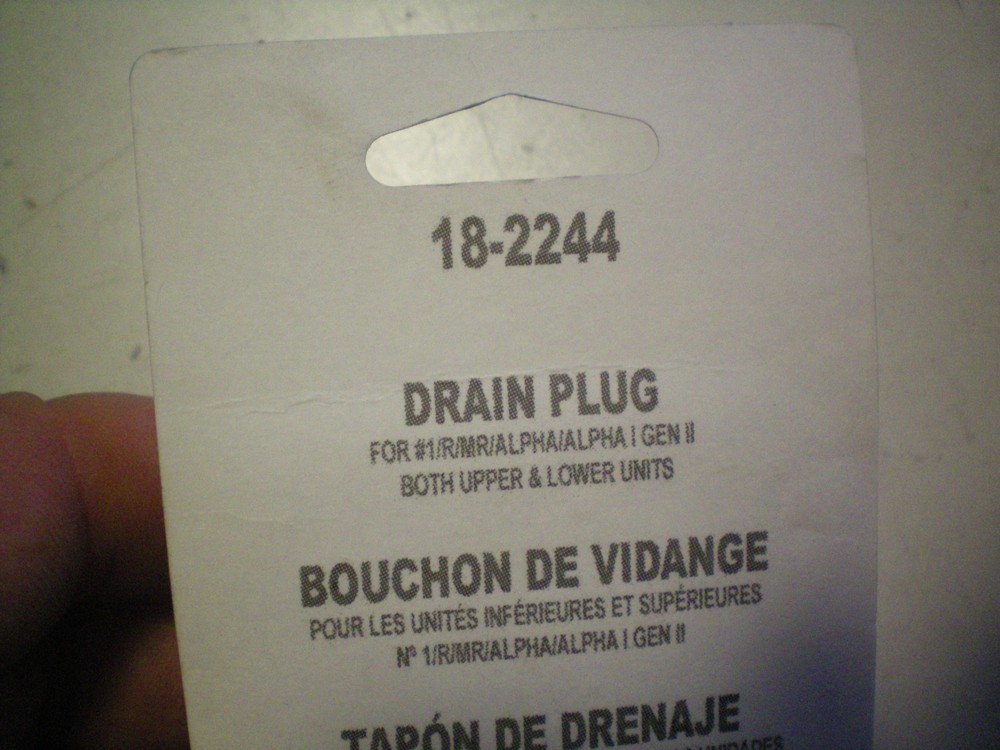 18-2244
DRAIN PLUG
FOR #1/R/MR/ALPHA/ALPHA I GEN II
BOTH UPPER & LOWER UNITS
BOUCHON DE VIDANGE
POUR LES UNITÉS INFÉRIEURES ET SUPÉRIEURES
Nº 1/R/MR/ALPHA/ALPHA I GEN II
TAPÓN DE DRENAJE
UNIDADES